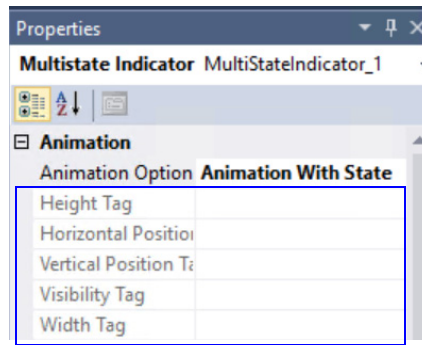 Properties
Multistate Indicator MultiStateIndicator_1
Animation
Animation Option Animation With State
Height Tag
Horizontal Position
Vertical Position Ta
Visibility Tag
Width Tag